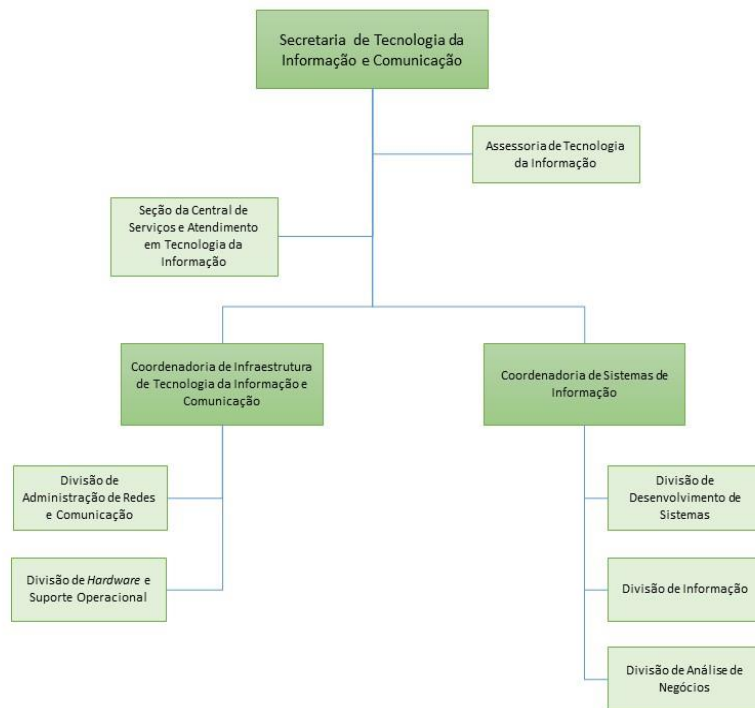 Secretaria de Tecnologia da
Informação e Comunicação
Assessoria de Tecnologia
da Informação
Seção da Central de
Serviços e Atendimento
em Tecnologia da
Informação
Coordenadoria de Infraestrutura
de Tecnologia da Informação e
Comunicação
Coordenadoria de Sistemas de
Informação
Divisão de
Administração de Redes
e Comunicação
Divisão de
Desenvolvimento de
Sistemas
Divisão de Hardware e
Suporte Operacional
Divisão de Informação
Divisão de Análise de
Negócios